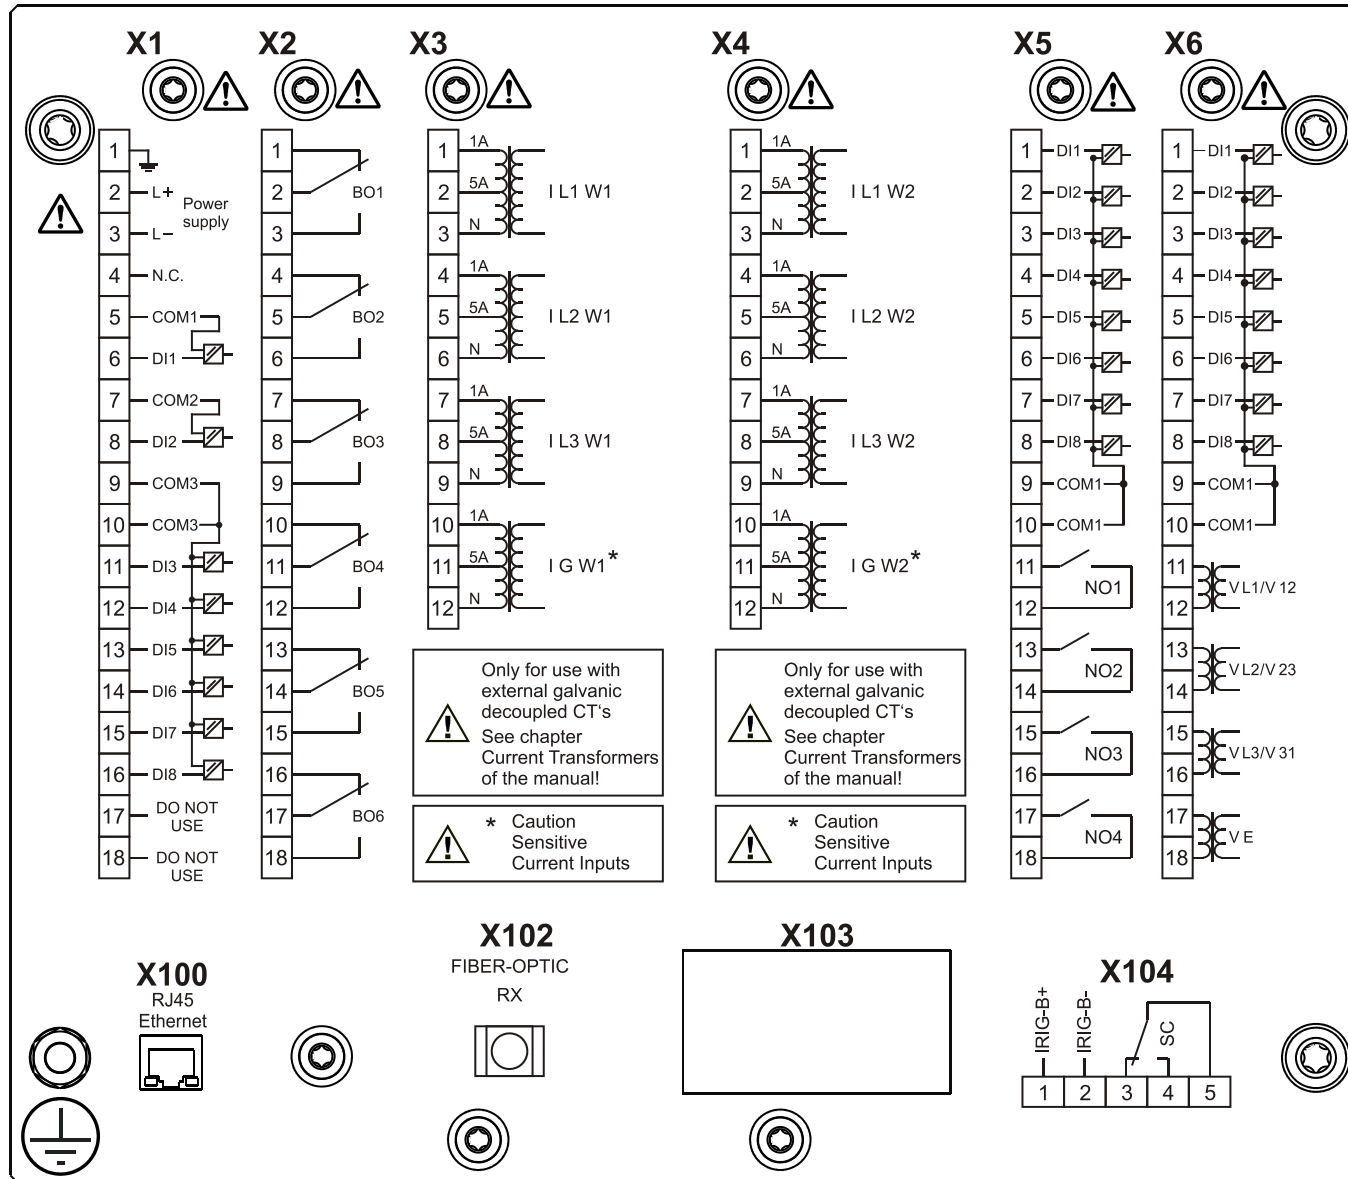 X1 X2 X3 X4 X5 X6
1
2 L+ Power
supply
3 L–
4 N.C.
5 COM1
6 DI1
7 COM2
8 DI2
9 COM3
10 COM3
11 DI3
12 DI4
13 DI5
14 DI6
15 DI7
16 DI8
17 DO NOT
USE
18 DO NOT
USE
1
2 BO1
3
4
5 BO2
6
7
8 BO3
9
10
11 BO4
12
13
14 BO5
15
16
17 BO6
18
1 1A
2 5A I L1 W1
3 N
4 1A
5 5A I L2 W1
6 N
7 1A
8 5A I L3 W1
9 N
10 1A
11 5A I G W1*
12 N
Only for use with
external galvanic
decoupled CT‘s
See chapter
Current Transformers
of the manual!
* Caution
Sensitive
Current Inputs
1 1A
2 5A I L1 W2
3 N
4 1A
5 5A I L2 W2
6 N
7 1A
8 5A I L3 W2
9 N
10 1A
11 5A I G W2*
12 N
Only for use with
external galvanic
decoupled CT‘s
See chapter
Current Transformers
of the manual!
* Caution
Sensitive
Current Inputs
1 DI1
2 DI2
3 DI3
4 DI4
5 DI5
6 DI6
7 DI7
8 DI8
9 COM1
10 COM1
11
NO1
12
13
NO2
14
15
NO3
16
17
NO4
18
1 DI1
2 DI2
3 DI3
4 DI4
5 DI5
6 DI6
7 DI7
8 DI8
9 COM1
10 COM1
11
V L1/V 12
12
13
V L2/V 23
14
15
V L3/V 31
16
17
V E
18
X100
RJ45
Ethernet
X102
FIBER-OPTIC
RX
X103
X104
IRIG-B+
IRIG-B-
SC
1 2 3 4 5